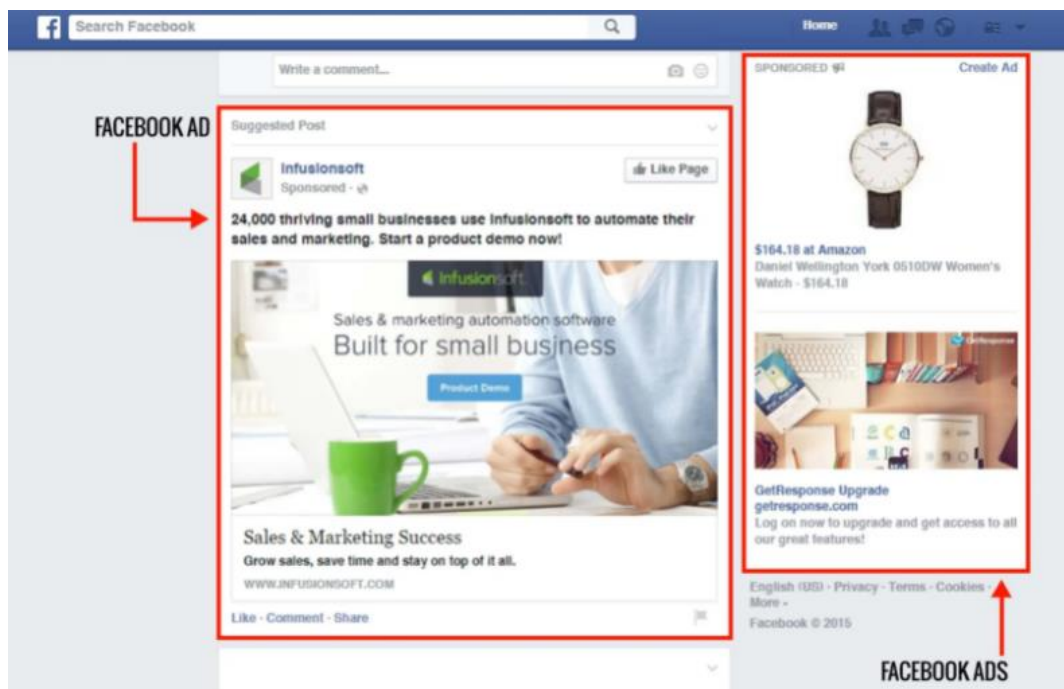 Search Facebook
Home
Write a comment...
FACEBOOK AD
Suggested Post
Infusionsoft
Sponsored ·
Like Page
24,000 thriving small businesses use Infusionsoft to automate their
sales and marketing. Start a product demo now!
Infusionsoft
Sales & marketing automation software
Built for small business
Product Demo
Sales & Marketing Success
Grow sales, save time and stay on top of it all.
WWW.INFUSIONSOFT.COM
Like · Comment · Share
SPONSORED
Create Ad
$164.18 at Amazon
Daniel Wellington York 0510DW Women's
Watch - $164.18
GetResponse
GetResponse Upgrade
getresponse.com
Log on now to upgrade and get access to all
our great features!
English (US) · Privacy · Terms · Cookies ·
More
Facebook © 2015
FACEBOOK ADS